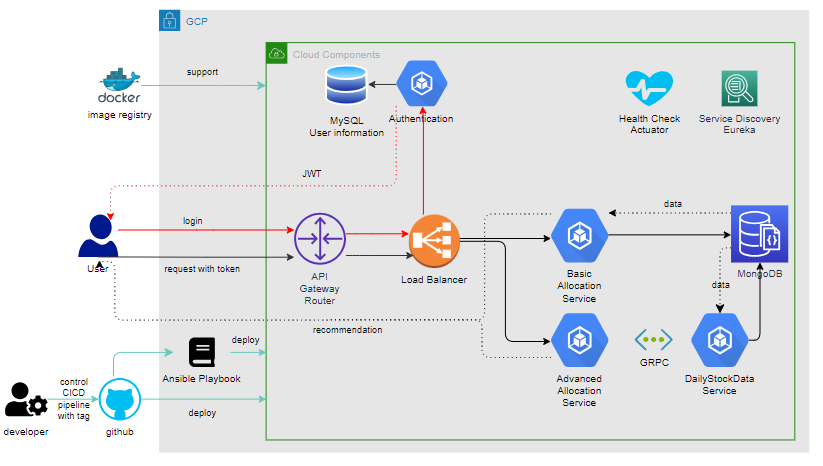 GCP
Cloud Components
support
docker
image registry
MySQL
User information
Authentication
Health Check
Actuator
Service Discovery
Eureka
JWT
login
data
User
request with token
API
Gateway
Router
Load Balancer
Basic
Allocation
Service
MongoDB
data
recommendation
deploy
Ansible Playbook
GRPC
Advanced
Allocation
Service
DailyStockData
Service
control
CICD
pipeline
with tag
deploy
developer
github